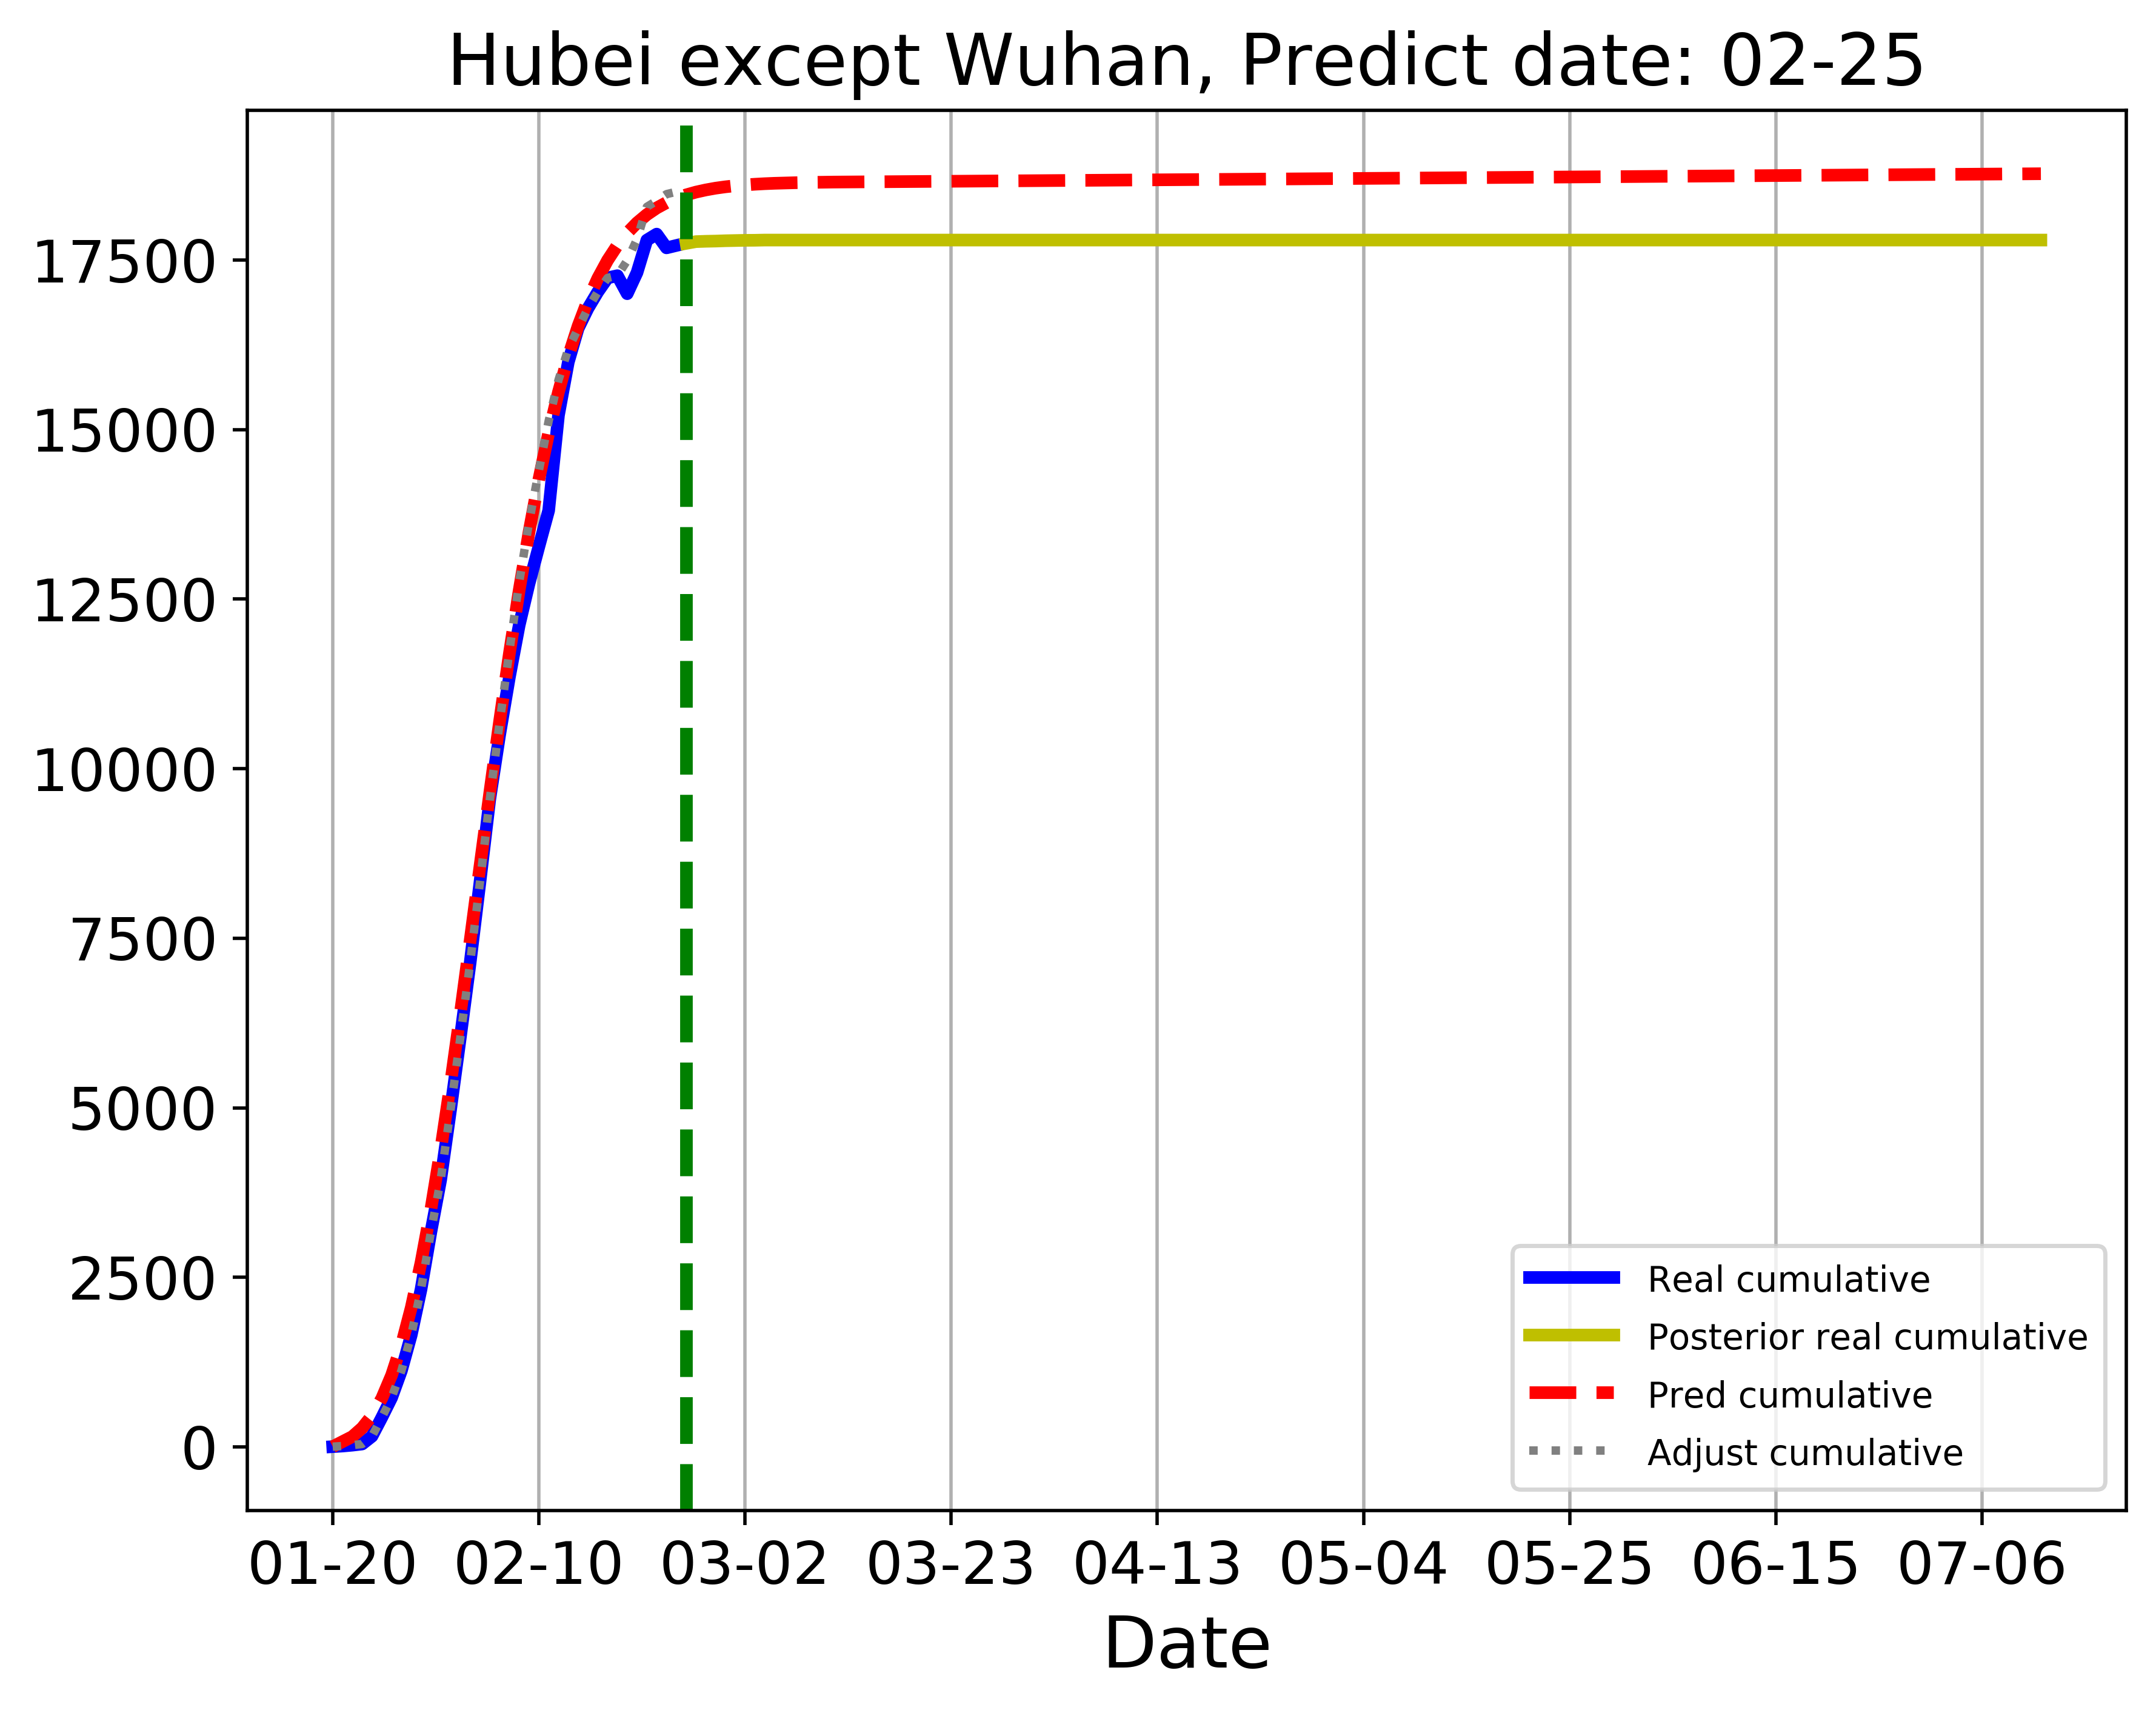 Hubei except Wuhan, Predict date: 02-25
17500
15000
12500
10000
7500
5000
2500
0
Real cumulative
Posterior real cumulative
Pred cumulative
Adjust cumulative
01-20 02-10 03-02 03-23 04-13 05-04 05-25 06-15 07-06
Date